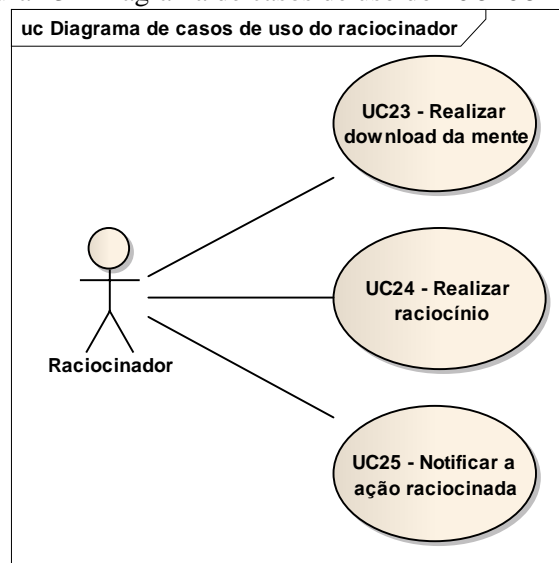 uc Diagrama de casos de uso do raciocinador
UC23 - Realizar
download da mente
UC24 - Realizar
raciocínio
Raciocinador
UC25 - Notificar a
ação raciocinada